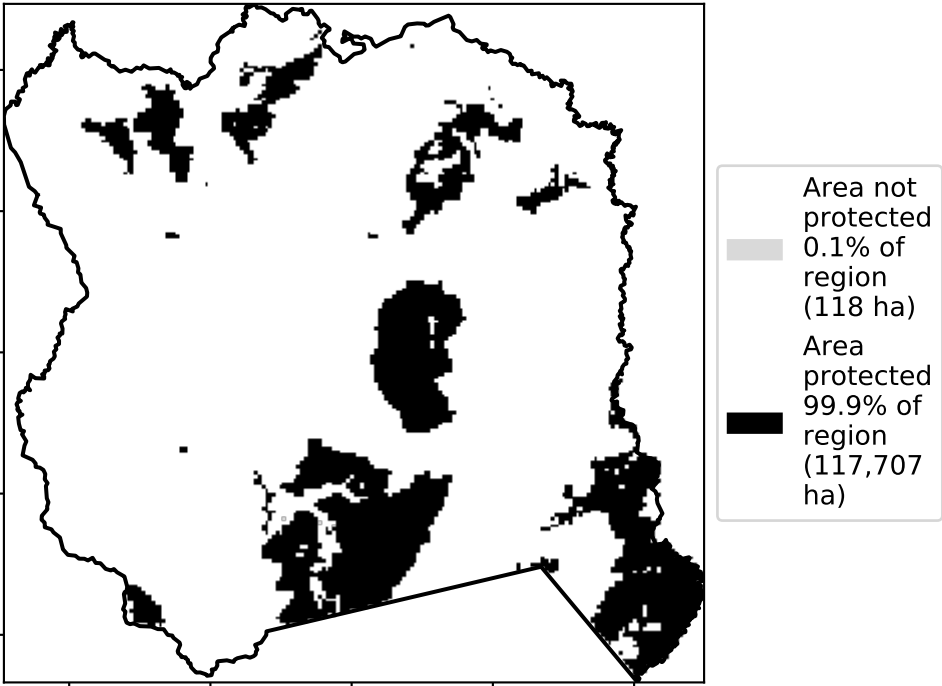 Area not
protected
0.1% of
region
(118 ha)
Area
protected
99.9% of
region
(117,707
ha)